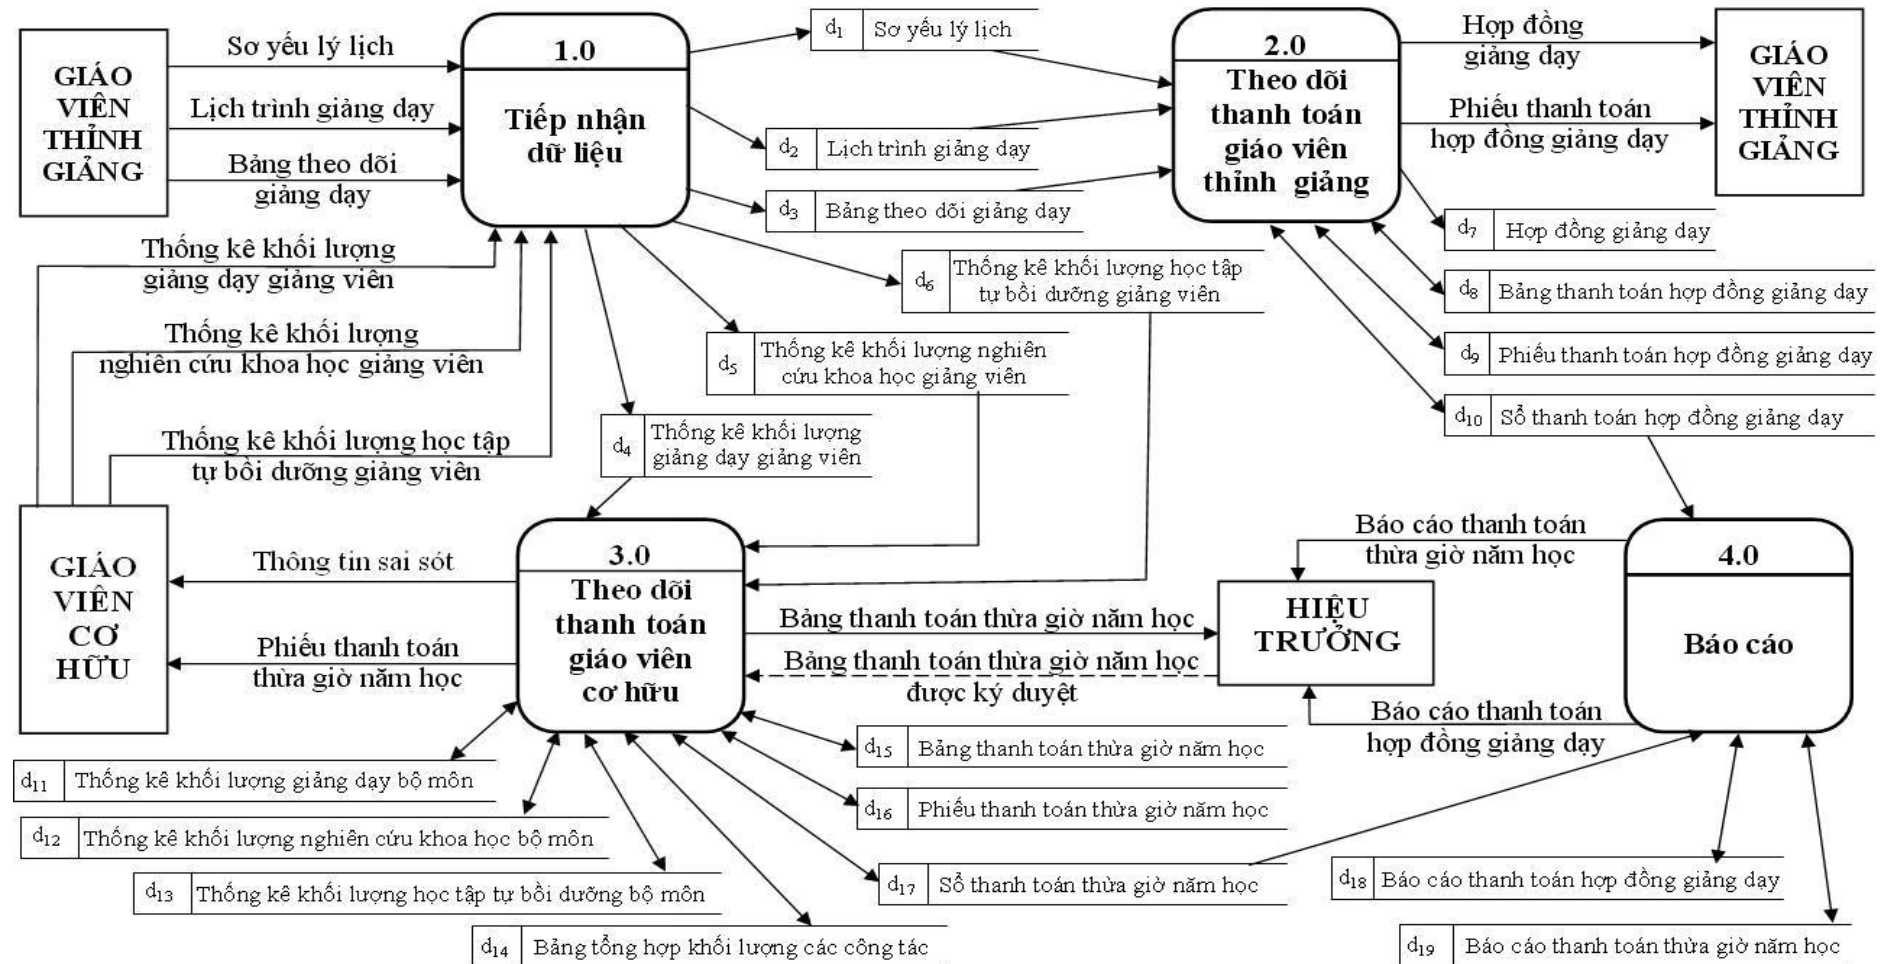 GIÁO
VIÊN
THỈNH
GIẢNG
Sơ yếu lý lịch
Lịch trình giảng dạy
Bảng theo dõi
giảng dạy
1.0
Tiếp nhận
dữ liệu
d1 Sơ yếu lý lịch
d2 Lịch trình giảng dạy
d3 Bảng theo dõi giảng dạy
2.0
Theo dõi
thanh toán
giáo viên
thỉnh giảng
Hợp đồng
giảng dạy
Phiếu thanh toán
hợp đồng giảng dạy
GIÁO
VIÊN
THỈNH
GIẢNG
d7 Hợp đồng giảng dạy
d8 Bảng thanh toán hợp đồng giảng dạy
d9 Phiếu thanh toán hợp đồng giảng dạy
d10 Sổ thanh toán hợp đồng giảng dạy
Thống kê khối lượng
giảng dạy giảng viên
Thống kê khối lượng
nghiên cứu khoa học giảng viên
Thống kê khối lượng học tập
tự bồi dưỡng giảng viên
d6 Thống kê khối lượng học tập
tự bồi dưỡng giảng viên
d5 Thống kê khối lượng nghiên
cứu khoa học giảng viên
d4 Thống kê khối lượng
giảng dạy giảng viên
GIÁO
VIÊN
CƠ
HỮU
Thông tin sai sót
Phiếu thanh toán
thừa giờ năm học
3.0
Theo dõi
thanh toán
giáo viên
cơ hữu
Bảng thanh toán thừa giờ năm học
Bảng thanh toán thừa giờ năm học
được ký duyệt
HIỆU
TRƯỞNG
Báo cáo thanh toán
thừa giờ năm học
Báo cáo thanh toán
hợp đồng giảng dạy
4.0
Báo cáo
d11 Thống kê khối lượng giảng dạy bộ môn
d12 Thống kê khối lượng nghiên cứu khoa học bộ môn
d13 Thống kê khối lượng học tập tự bồi dưỡng bộ môn
d14 Bảng tổng hợp khối lượng các công tác
d15 Bảng thanh toán thừa giờ năm học
d16 Phiếu thanh toán thừa giờ năm học
d17 Sổ thanh toán thừa giờ năm học
d18 Báo cáo thanh toán hợp đồng giảng dạy
d19 Báo cáo thanh toán thừa giờ năm học